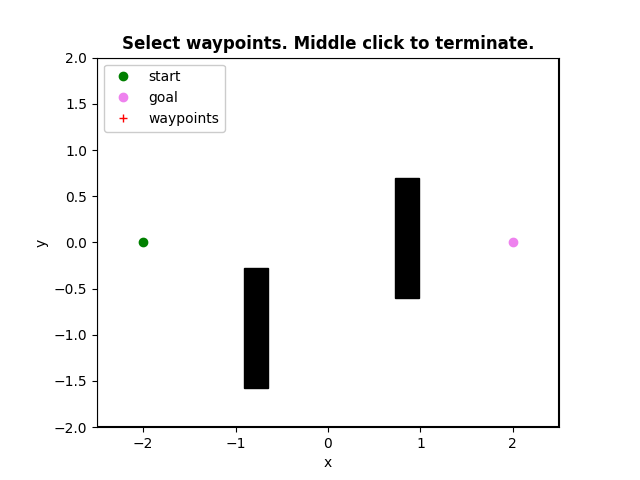 Select waypoints. Middle click to terminate.
start
goal
waypoints
2.0
1.5
1.0
0.5
0.0
−0.5
−1.0
−1.5
−2.0
y
−2 −1 0 1 2
x